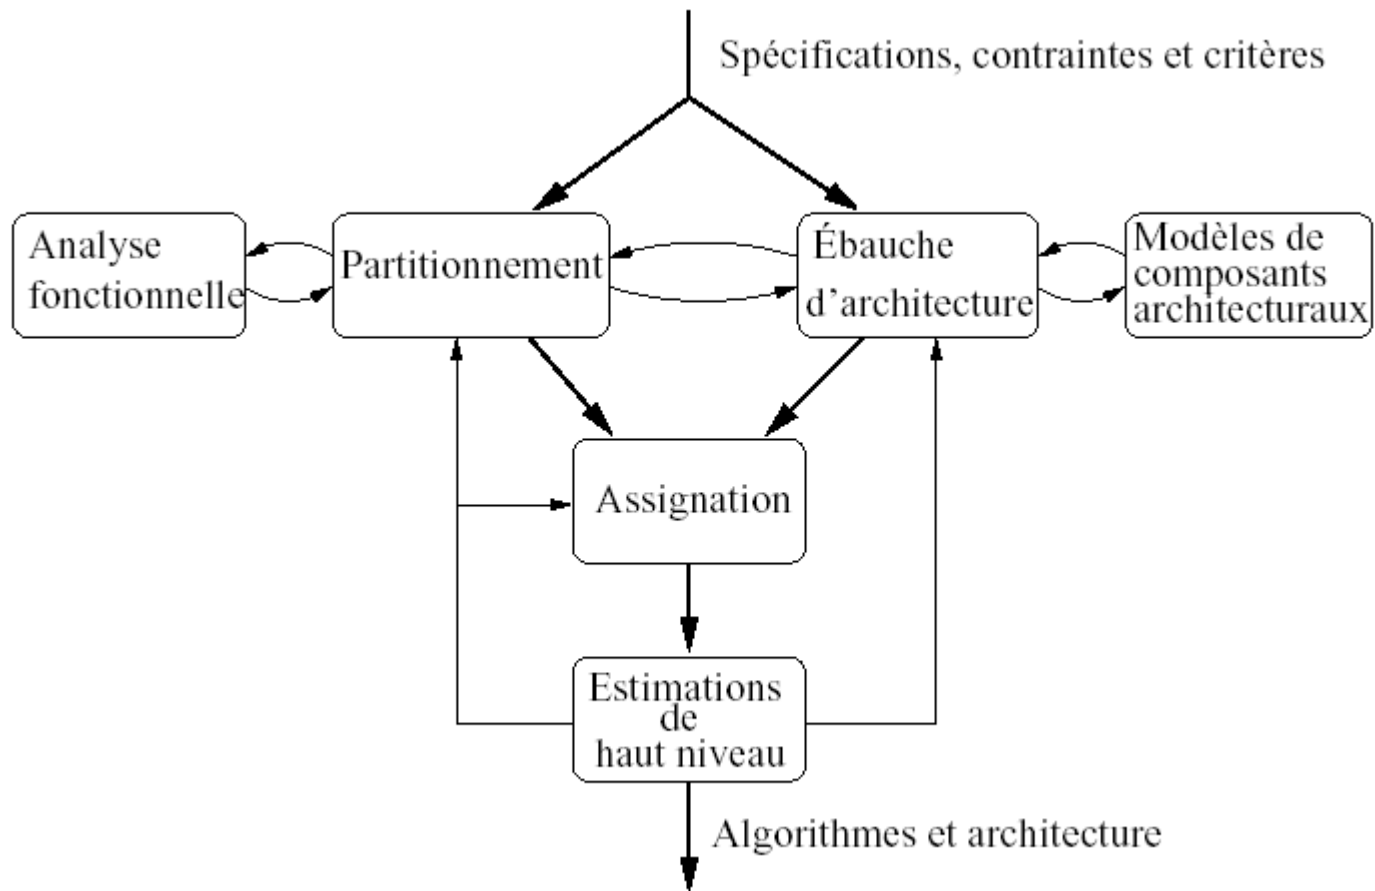 Spécifications, contraintes et critères
Analyse
fonctionnelle
Partitionnement
Ébauche
d'architecture
Modèles de
composants
architecturaux
Assignation
Estimations
de
haut niveau
Algorithmes et architecture